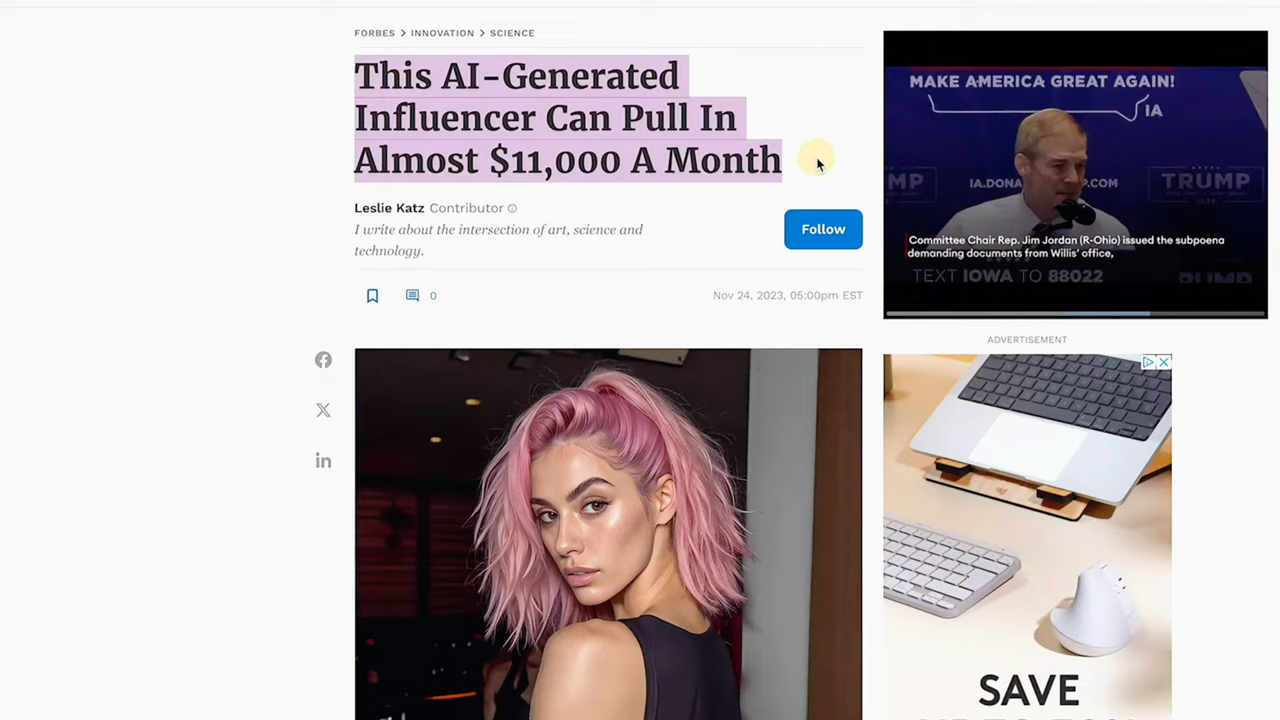 FORBES > INNOVATION > SCIENCE
This AI-Generated
Influencer Can Pull In
Almost $11,000 A Month
Leslie Katz Contributor
I write about the intersection of art, science and
technology.
Follow
0
Nov 24, 2023, 05:00pm EST
MAKE AMERICA GREAT AGAIN!
IA
IA.DONA .COM
TRUMP
Committee Chair Rep. Jim Jordan (R-Ohio) issued the subpoena
demanding documents from Willis' office,
TEXT IOWA TO 88022
TRUMP
ADVERTISEMENT
SAVE